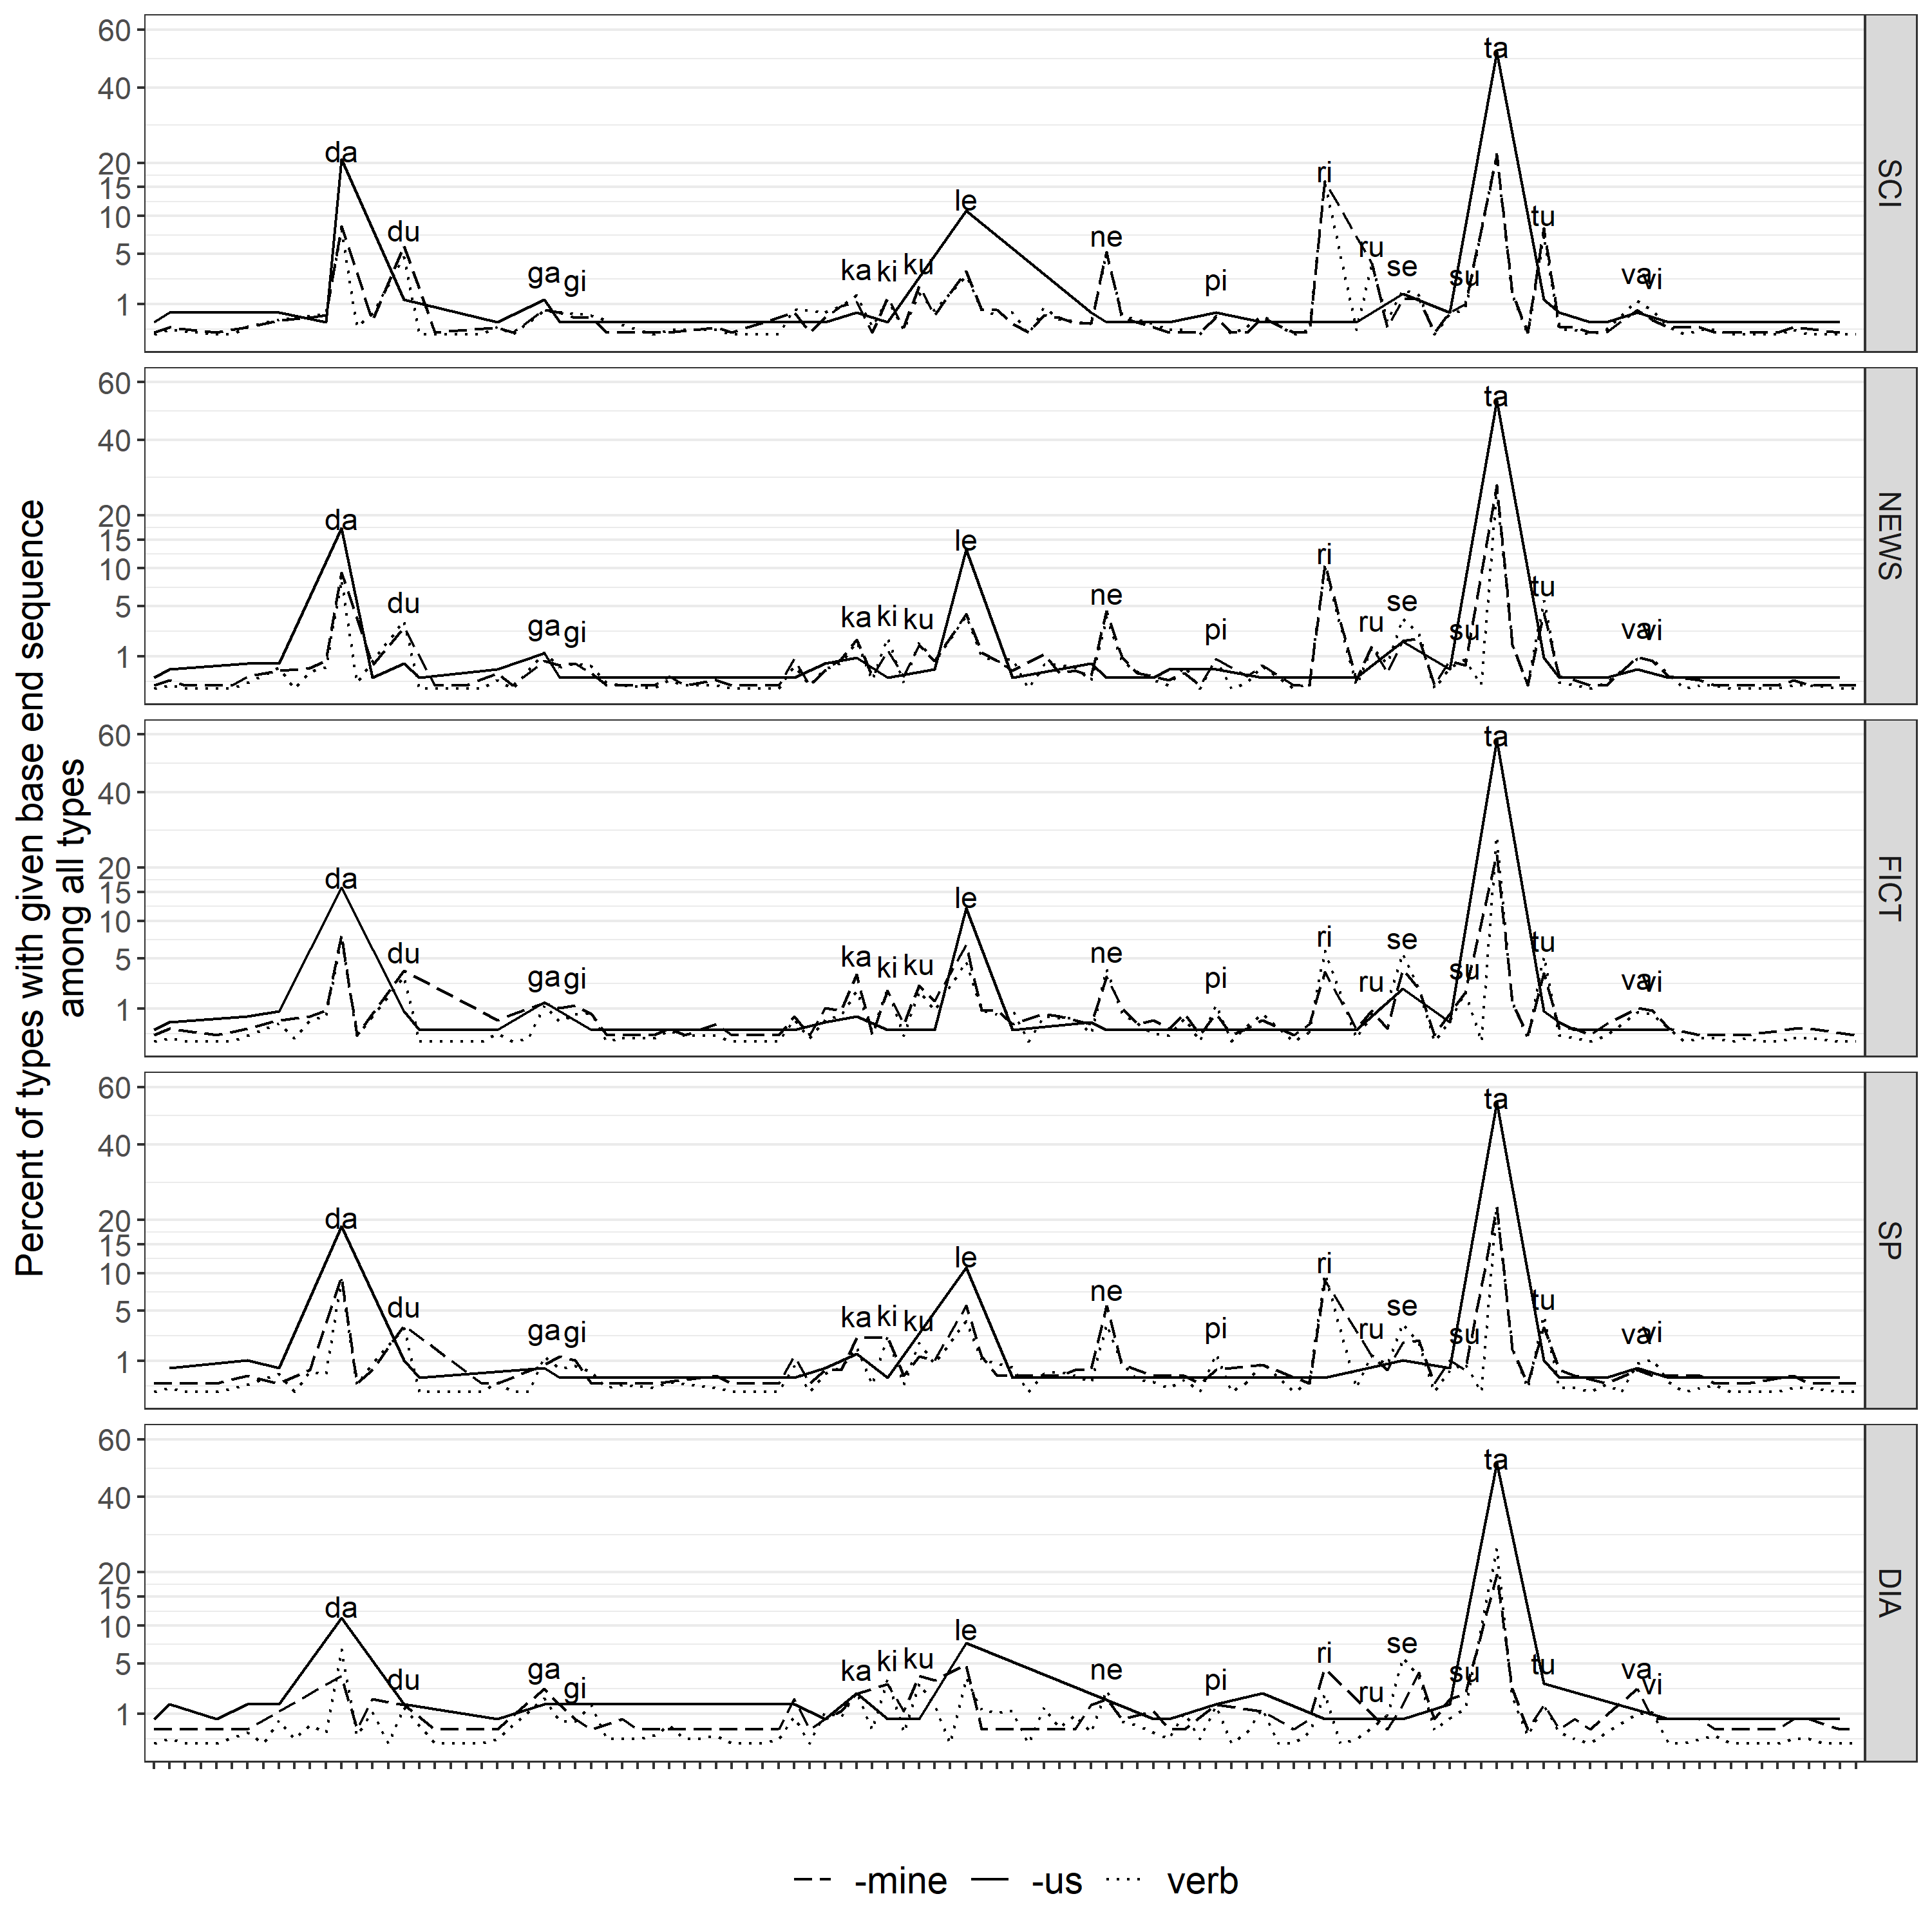 Percent of types with given base end sequence
among all types
60
40
20
15
10
5
1
da
du
ga
gi
ka
ki
ku
le
ne
pi
ri
ru
se
su
ta
tu
va
vi
SCI
60
40
20
15
10
5
1
da
du
ga
gi
ka
ki
ku
le
ne
pi
ri
ru
se
su
ta
tu
va
vi
NEWS
60
40
20
15
10
5
1
da
du
ga
gi
ka
ki
ku
le
ne
pi
ri
ru
se
su
ta
tu
va
vi
FICT
60
40
20
15
10
5
1
da
du
ga
gi
ka
ki
ku
le
ne
pi
ri
ru
se
su
ta
tu
va
vi
SP
60
40
20
15
10
5
1
da
du
ga
gi
ka
ki
ku
le
ne
pi
ri
ru
se
su
ta
tu
va
vi
DIA
-mine -us verb